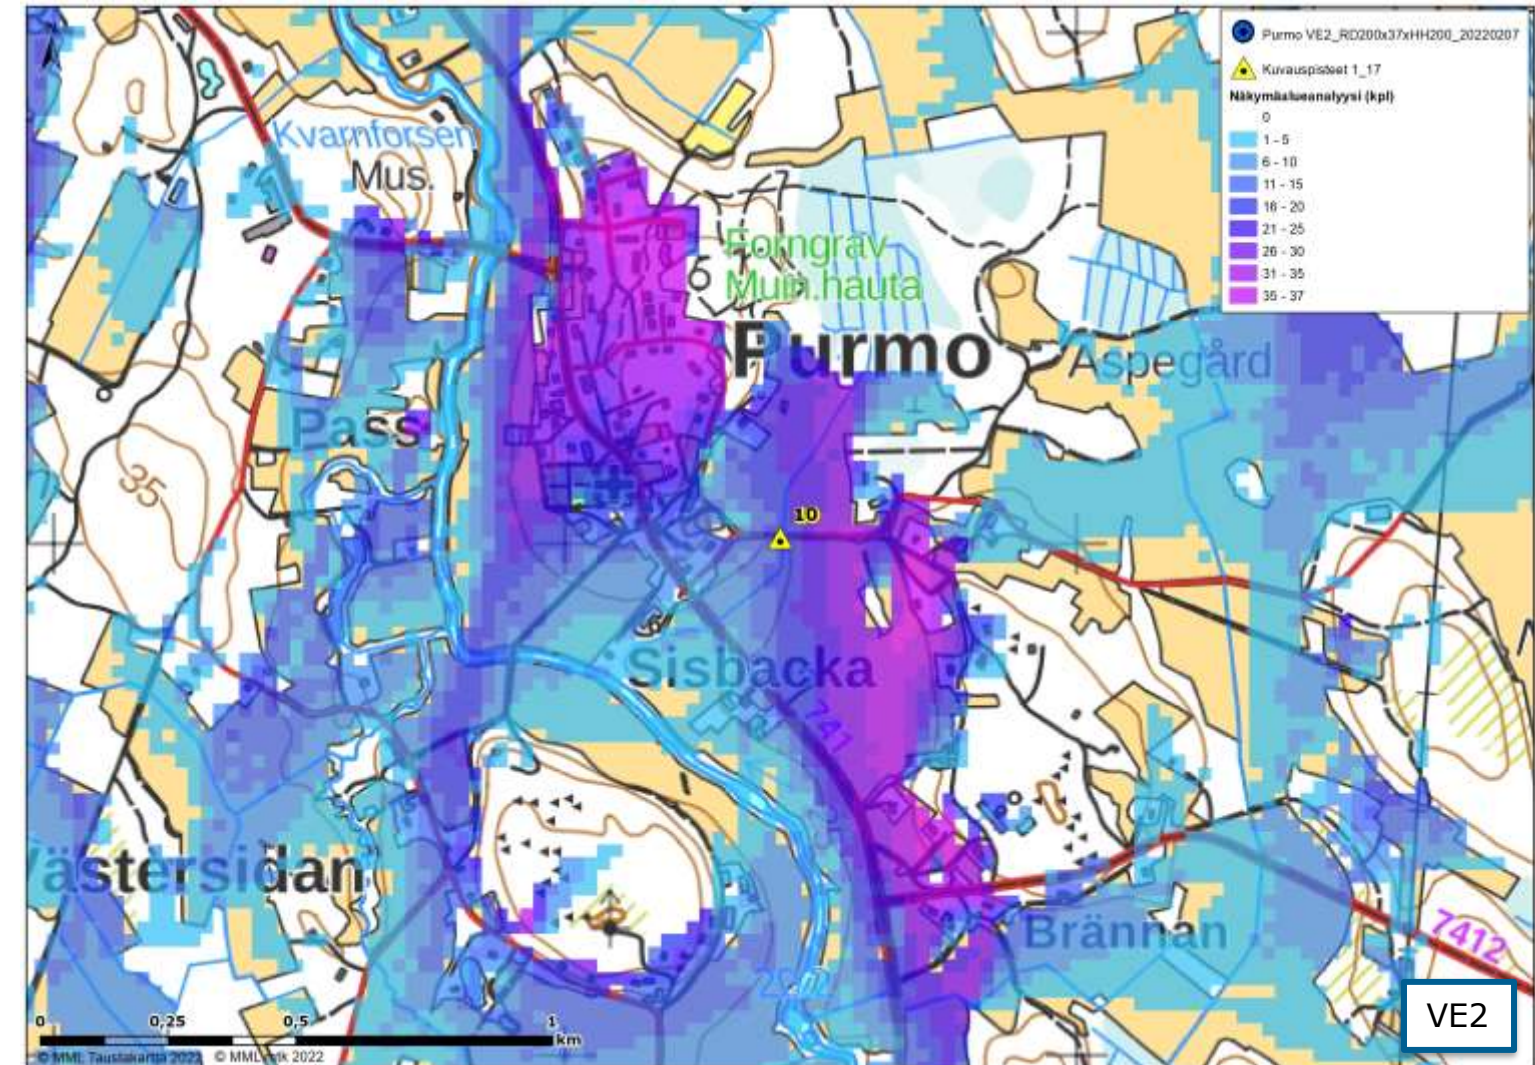 Purmo VE2_RD200x37xHH200_20220207
Kuvauspisteet 1_17
Näkymäalueanalyysi (kpl)
0
1 - 5
6 - 10
11 - 15
16 - 20
21 - 25
26 - 30
31 - 35
35 - 37
Kvarnforsen
Mus.
Forngrav
Muin.hauta
Purmo
Aspegård
Pass
35
10
Sisbacka
741
Västersidan
Brännan
7412
VE2
0 0,25 0,5 1
km
© MML Taustakartta 2022 © MML mtk 2022